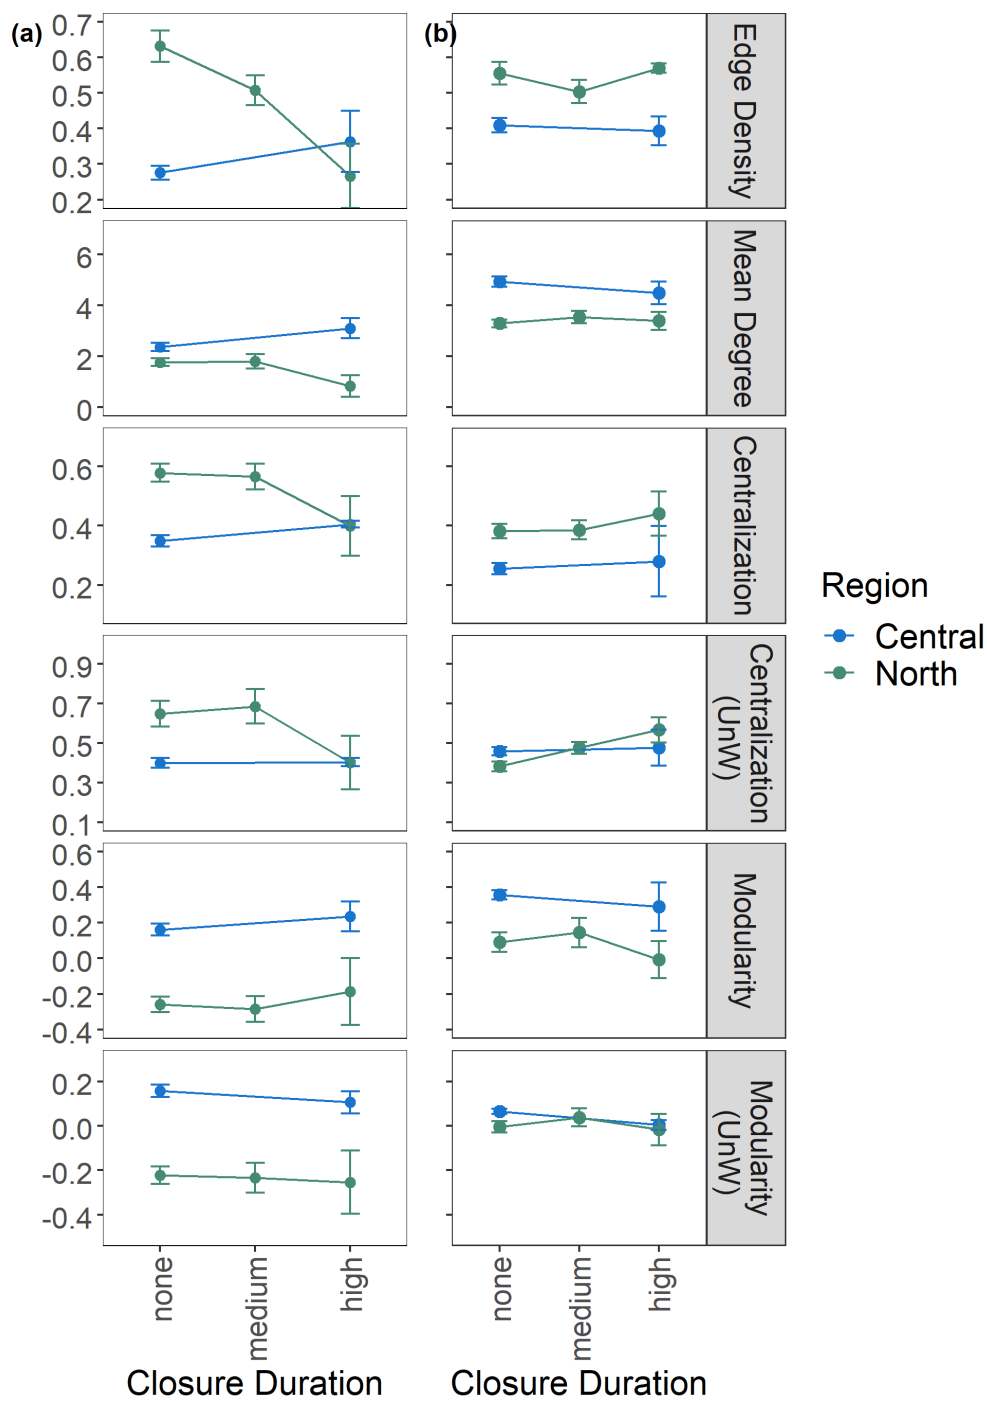 (a)
(b)
0.7
0.6
0.5
0.4
0.3
0.2
Edge Density
6
4
2
0
Mean Degree
0.6
0.4
0.2
Centralization
0.9
0.7
0.5
0.3
0.1
Centralization
(UnW)
0.6
0.4
0.2
0.0
-0.2
-0.4
Modularity
0.2
0.0
-0.2
-0.4
Modularity
(UnW)
none
medium
high
none
medium
high
Closure Duration
Closure Duration
Region
Central
North